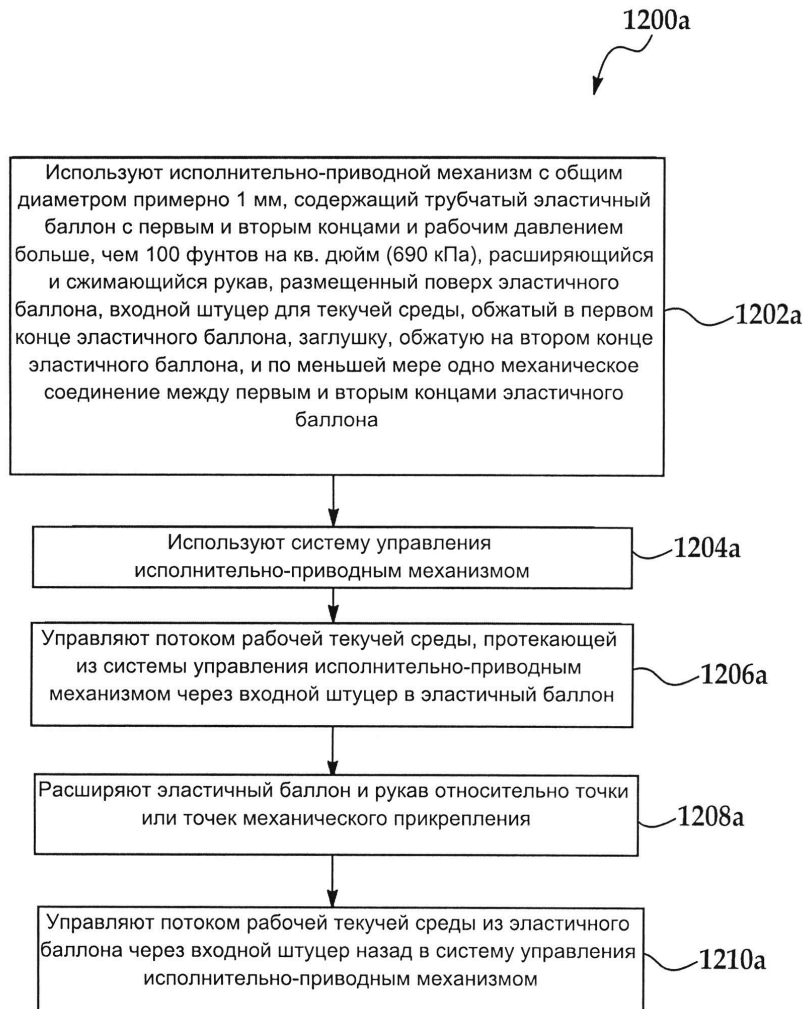 1200a
Используют исполнительно-приводной механизм с общим
диаметром примерно 1 мм, содержащий трубчатый эластичный
баллон с первым и вторым концами и рабочим давлением
больше, чем 100 фунтов на кв. дюйм (690 кПа), расширяющийся
и сжимающийся рукав, размещенный поверх эластичного
баллона, входной штуцер для текучей среды, обжатый в первом
конце эластичного баллона, заглушку, обжатую на втором конце
эластичного баллона, и по меньшей мере одно механическое
соединение между первым и вторым концами эластичного
баллона
1202a
Используют систему управления
исполнительно-приводным механизмом
1204a
Управляют потоком рабочей текучей среды, протекающей
из системы управления исполнительно-приводным
механизмом через входной штуцер в эластичный баллон
1206a
Расширяют эластичный баллон и рукав относительно точки
или точек механического прикрепления
1208a
Управляют потоком рабочей текучей среды из эластичного
баллона через входной штуцер назад в систему управления
исполнительно-приводным механизмом
1210a